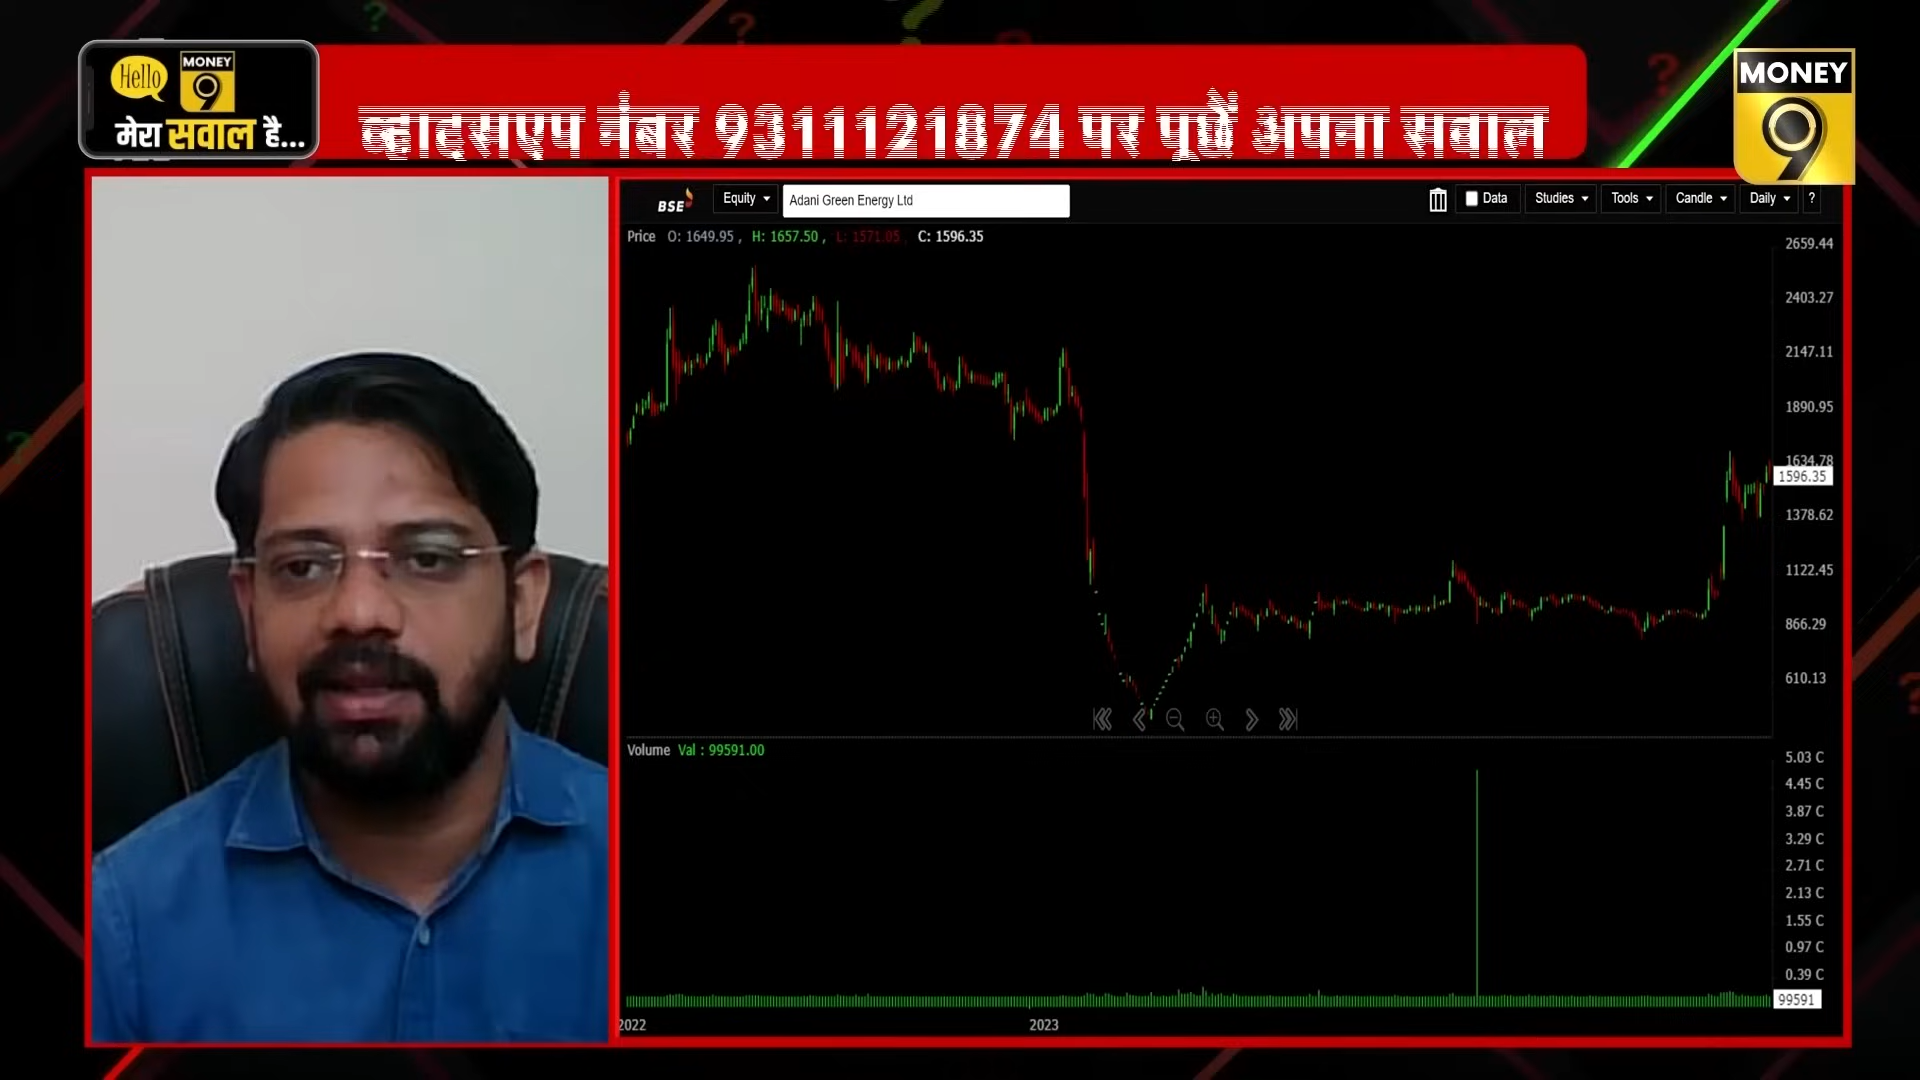 Hello MONEY 9
मेरा सवाल है...
व्हाट्सएप नंबर 9311121874 पर पूछें अपना सवाल
MONEY
9
BSE Equity Adani Green Energy Ltd Data Studies Tools Candle Daily ?
Price O: 1649.95 , H: 1657.50 , L: 1571.05 , C: 1596.35
2659.44
2403.27
2147.11
1890.95
1634.78
1596.35
1378.62
1122.45
866.29
610.13
Volume Val : 99591.00
5.03 C
4.45 C
3.87 C
3.29 C
2.71 C
2.13 C
1.55 C
0.97 C
0.39 C
99591
2022 2023